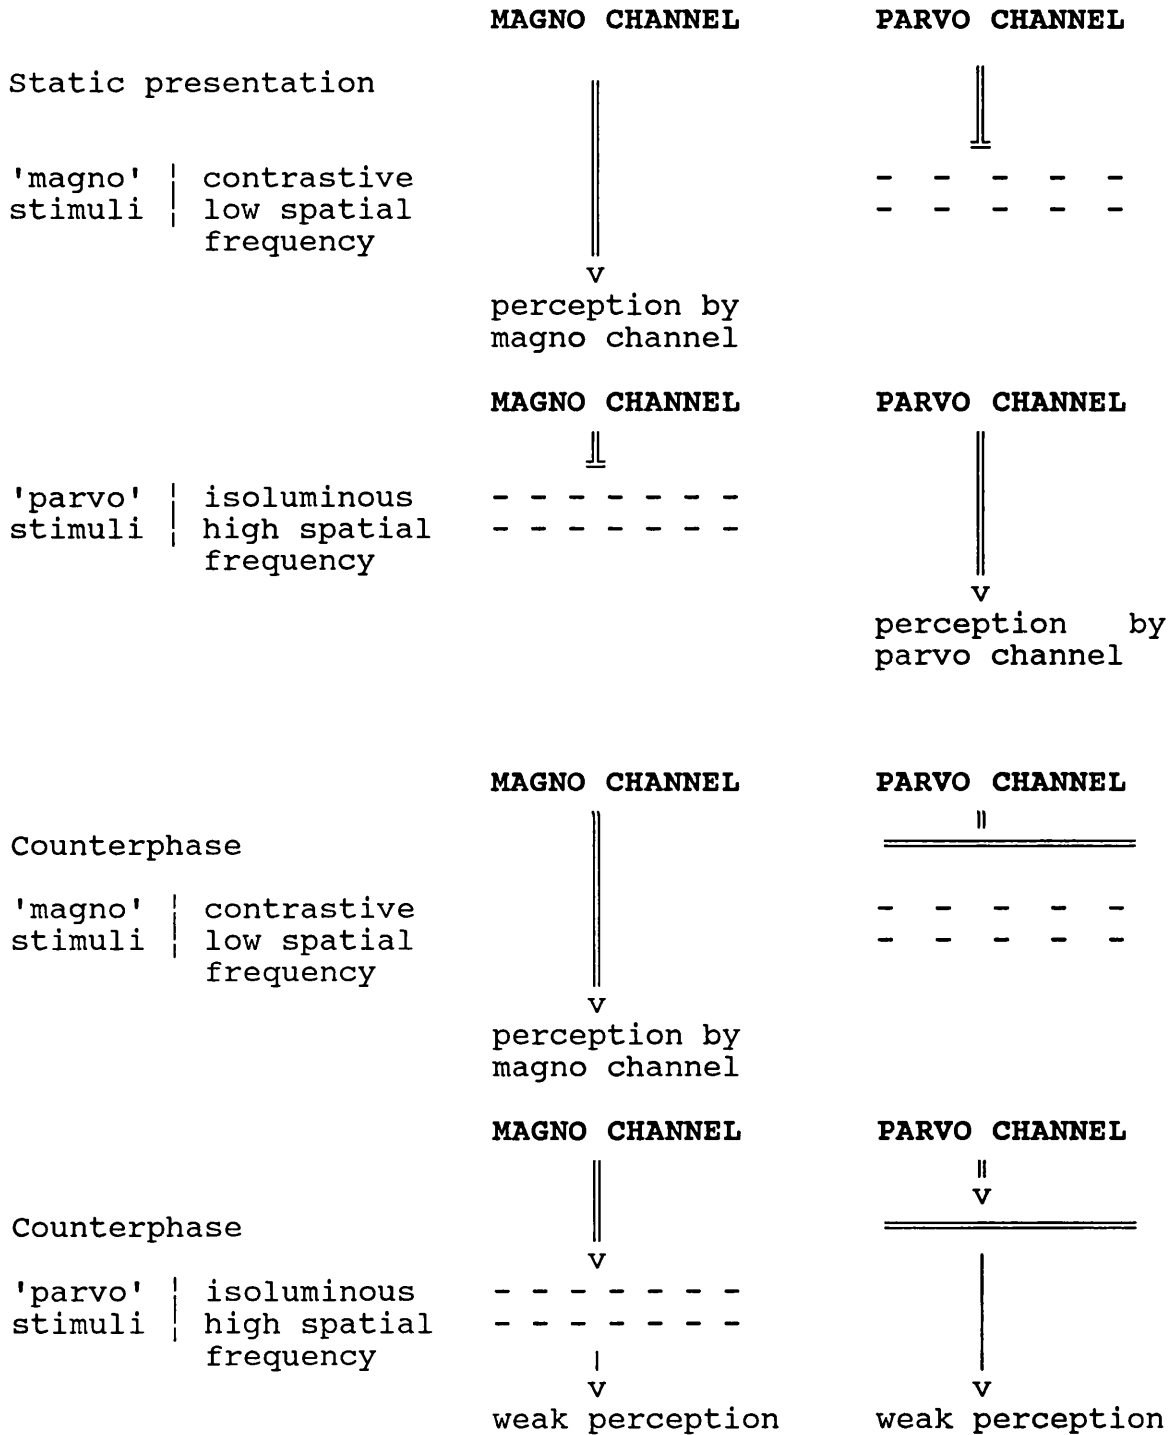 MAGNO CHANNEL PARVO CHANNEL
Static presentation
'magno' contrastive
stimuli low spatial
frequency
v
perception by
magno channel
MAGNO CHANNEL PARVO CHANNEL
'parvo' isoluminous
stimuli high spatial
frequency
v
perception by
parvo channel
MAGNO CHANNEL PARVO CHANNEL
Counterphase
'magno' contrastive
stimuli low spatial
frequency
v
perception by
magno channel
MAGNO CHANNEL PARVO CHANNEL
v
Counterphase
v
'parvo' isoluminous
stimuli high spatial
frequency
v v
weak perception weak perception